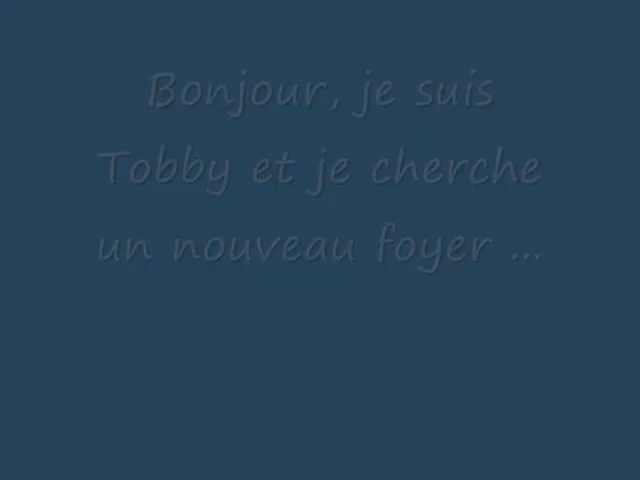 Bonjour, je suis
Tobby et je cherche
un nouveau foyer ...